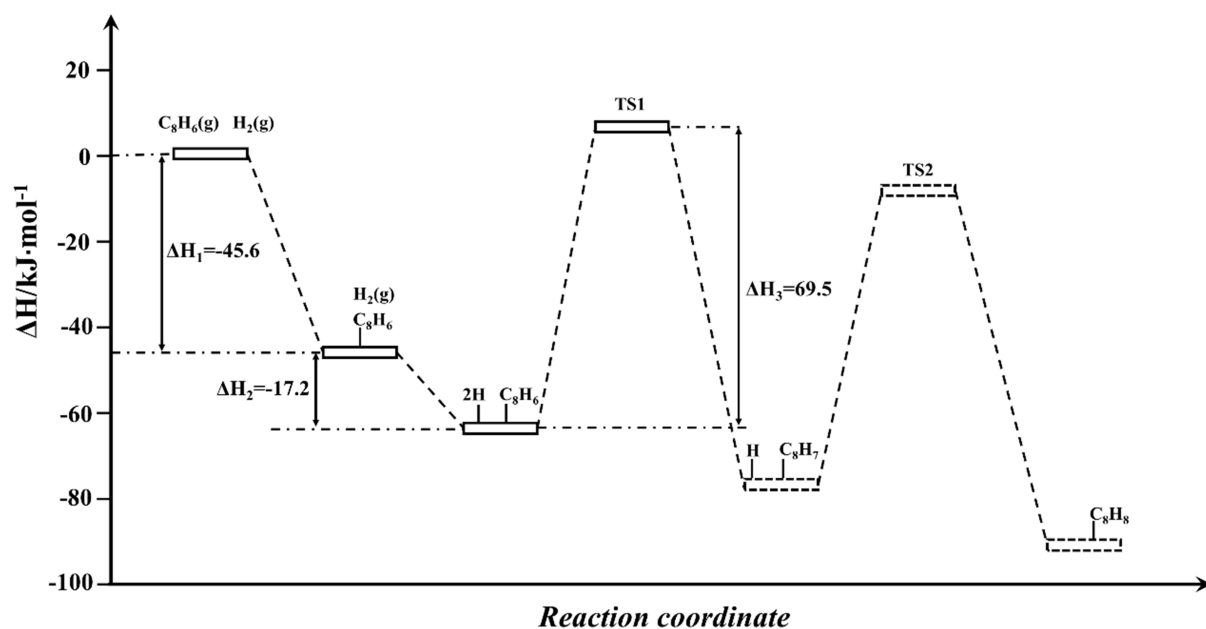 ΔH/kJ·mol⁻¹
20
0
-20
-40
-60
-80
-100
C₈H₆(g) H₂(g)
ΔH₁=-45.6
H₂(g)
C₈H₆
ΔH₂=-17.2
2H C₈H₆
TS1
ΔH₃=69.5
H C₈H₇
TS2
C₈H₈
Reaction coordinate